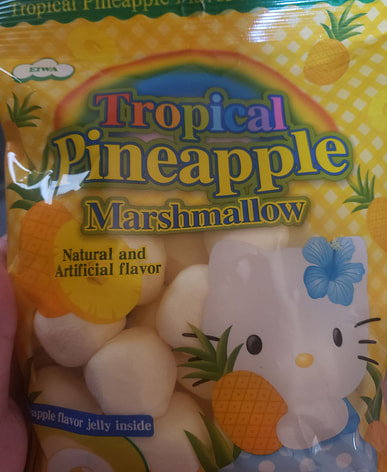 Tropical Pineapple
EIWA
Tropical
Pineapple
Marshmallow
Natural and
Artificial flavor
apple flavor jelly inside